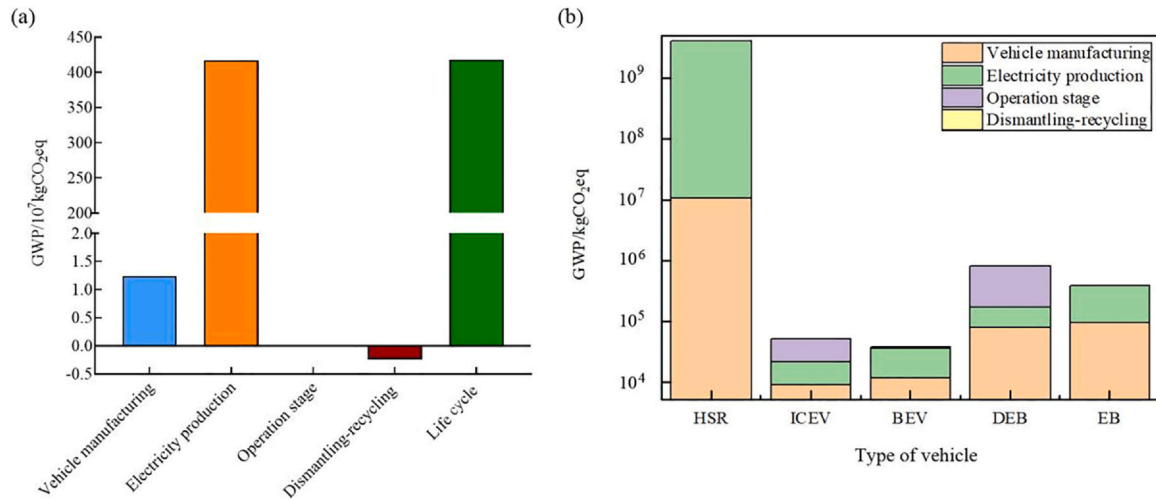 (a)
450
400
350
300
250
200
2.0
1.5
1.0
0.5
0.0
-0.5
GWP/10⁷kgCO₂eq
Vehicle manufacturing
Electricity production
Operation stage
Dismantling-recycling
Life cycle
(b)
10⁹
10⁸
10⁷
10⁶
10⁵
10⁴
GWP/kgCO₂eq
Vehicle manufacturing
Electricity production
Operation stage
Dismantling-recycling
HSR
ICEV
BEV
DEB
EB
Type of vehicle